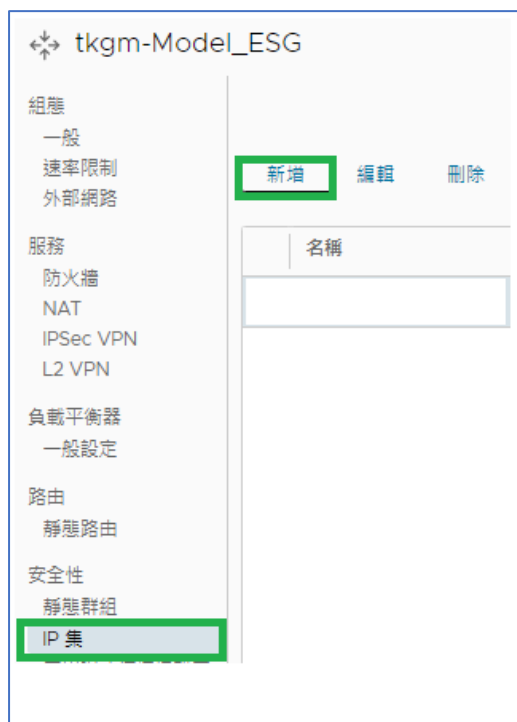 tkgm-Model_ESG
組態
一般
速率限制
外部網路
服務
防火牆
NAT
IPSec VPN
L2 VPN
負載平衡器
一般設定
路由
靜態路由
安全性
靜態群組
IP 集
新增 編輯 刪除
名稱